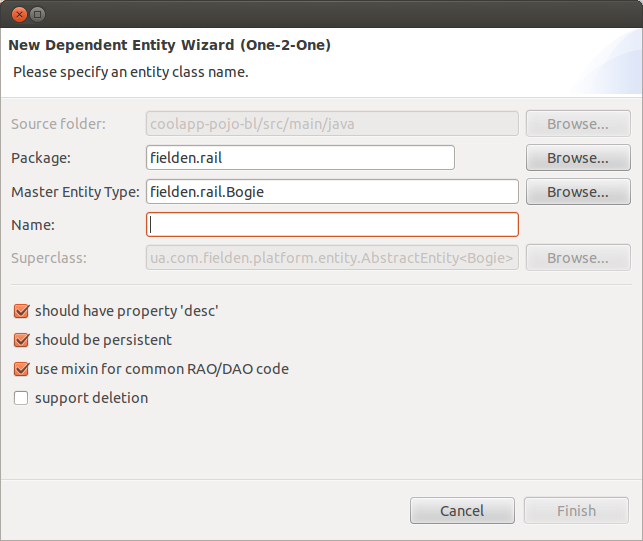 New Dependent Entity Wizard (One-2-One)
Please specify an entity class name.
Source folder: coolapp-pojo-bl/src/main/java Browse...
Package: fielden.rail Browse...
Master Entity Type: fielden.rail.Bogie Browse...
Name:
Superclass: ua.com.fielden.platform.entity.AbstractEntity<Bogie> Browse...
should have property 'desc'
should be persistent
use mixin for common RAO/DAO code
support deletion
Cancel Finish